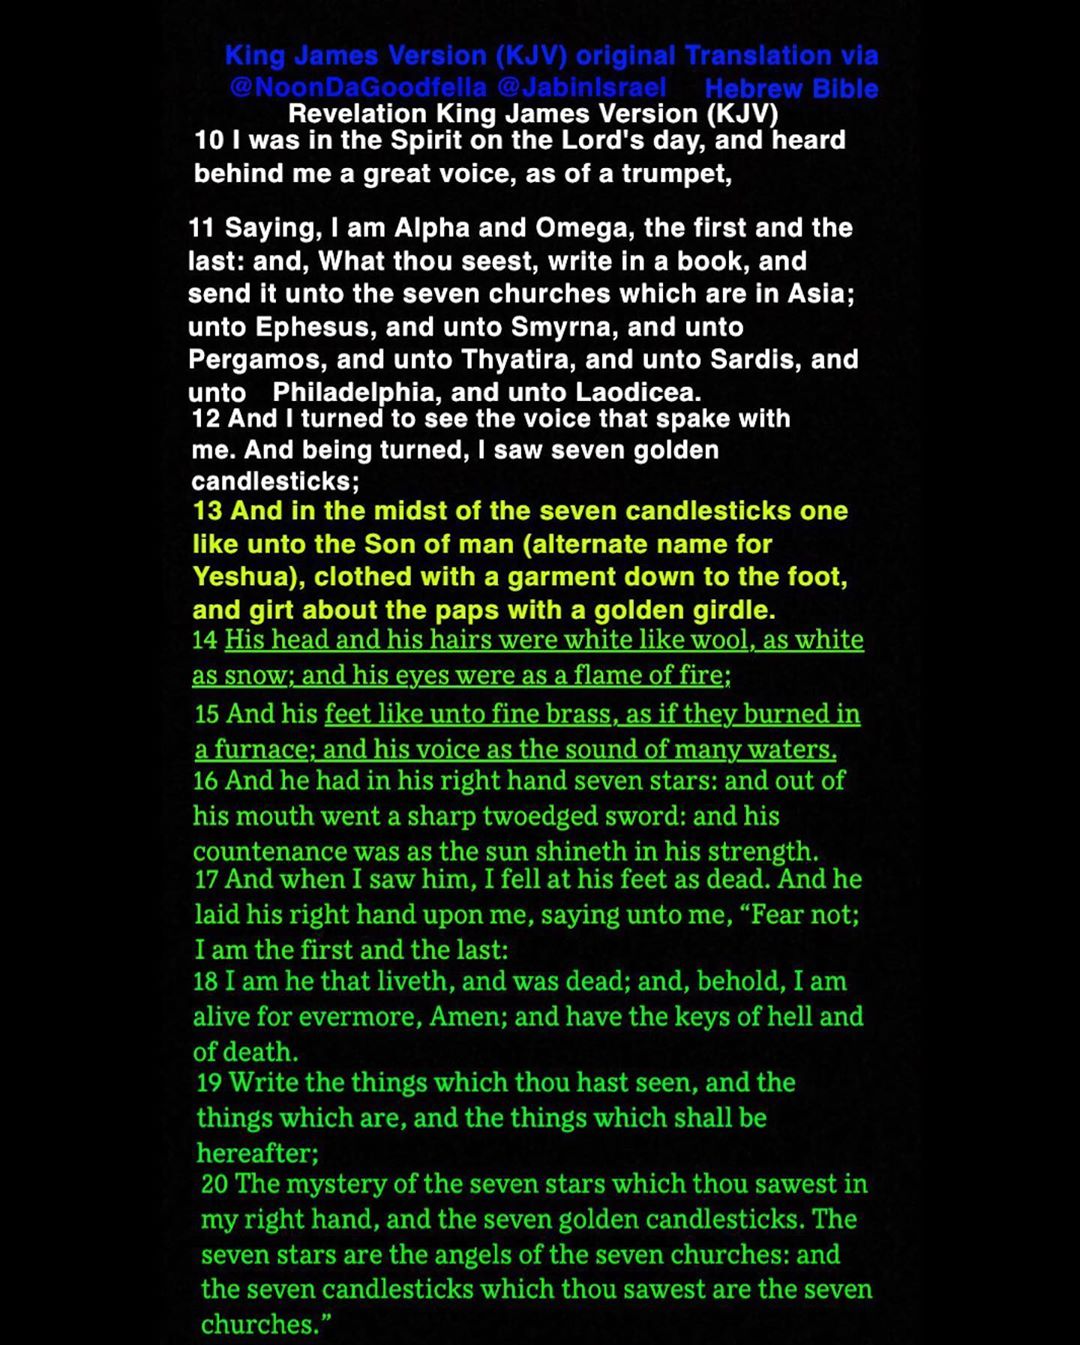 King James Version (KJV) original Translation via
@NoonDaGoodfella @JabinIsrael Hebrew Bible
Revelation King James Version (KJV)
10 I was in the Spirit on the Lord's day, and heard
behind me a great voice, as of a trumpet,
11 Saying, I am Alpha and Omega, the first and the
last: and, What thou seest, write in a book, and
send it unto the seven churches which are in Asia;
unto Ephesus, and unto Smyrna, and unto
Pergamos, and unto Thyatira, and unto Sardis, and
unto Philadelphia, and unto Laodicea.
12 And I turned to see the voice that spake with
me. And being turned, I saw seven golden
candlesticks;
13 And in the midst of the seven candlesticks one
like unto the Son of man (alternate name for
Yeshua), clothed with a garment down to the foot,
and girt about the paps with a golden girdle.
14 His head and his hairs were white like wool, as white
as snow; and his eyes were as a flame of fire;
15 And his feet like unto fine brass, as if they burned in
a furnace; and his voice as the sound of many waters.
16 And he had in his right hand seven stars: and out of
his mouth went a sharp twoedged sword: and his
countenance was as the sun shineth in his strength.
17 And when I saw him, I fell at his feet as dead. And he
laid his right hand upon me, saying unto me, “Fear not;
I am the first and the last:
18 I am he that liveth, and was dead; and, behold, I am
alive for evermore, Amen; and have the keys of hell and
of death.
19 Write the things which thou hast seen, and the
things which are, and the things which shall be
hereafter;
20 The mystery of the seven stars which thou sawest in
my right hand, and the seven golden candlesticks. The
seven stars are the angels of the seven churches: and
the seven candlesticks which thou sawest are the seven
churches.”